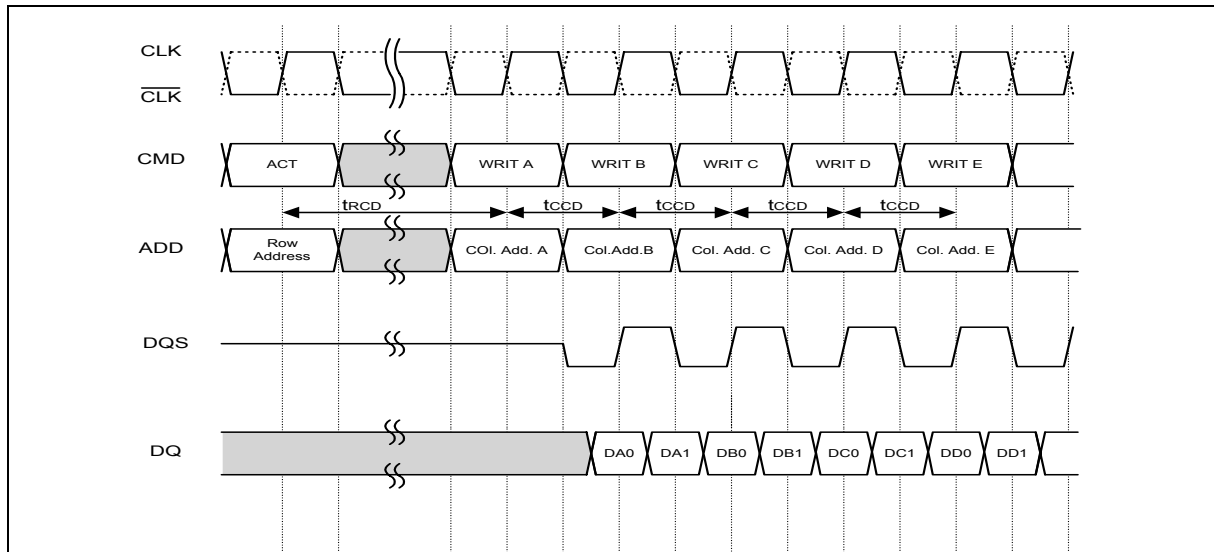 CLK
CLK
CMD
ACT
WRIT A
WRIT B
WRIT C
WRIT D
WRIT E
tRCD
tCCD
tCCD
tCCD
tCCD
ADD
Row
Address
COl. Add. A
Col.Add.B
Col. Add. C
Col. Add. D
Col. Add. E
DQS
DQ
DA0
DA1
DB0
DB1
DC0
DC1
DD0
DD1